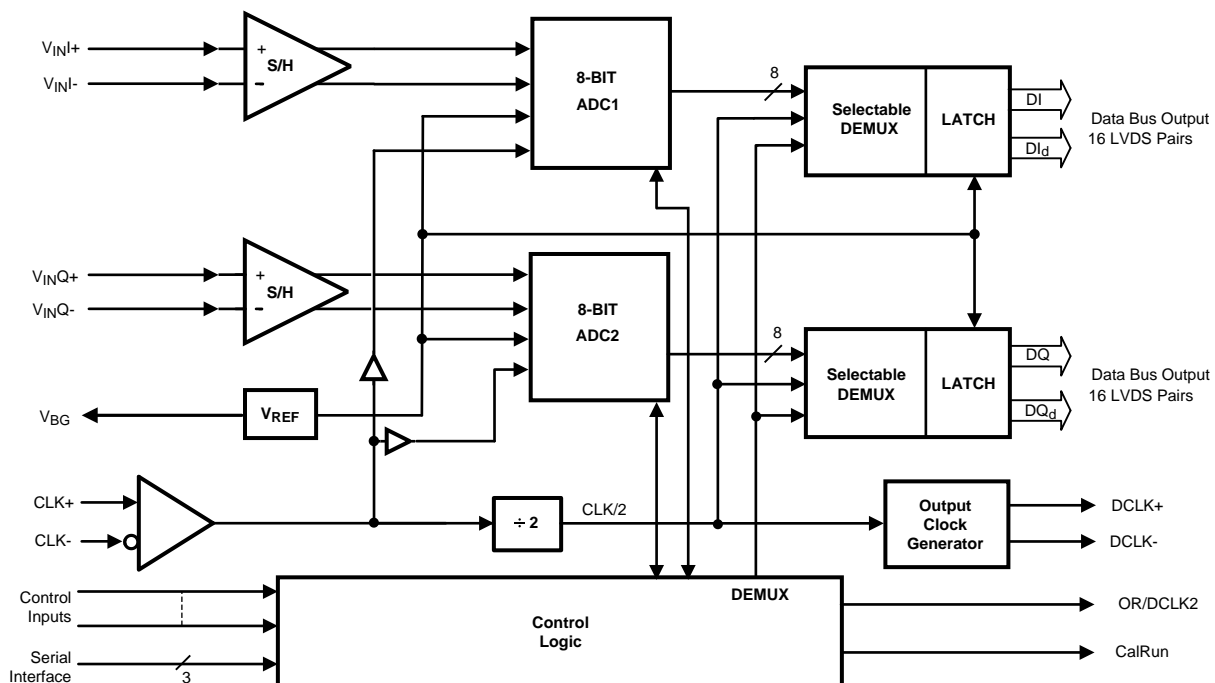 VINI+
VINI-
+
S/H
−
8-BIT
ADC1
8
Selectable
DEMUX
LATCH
DI
DId
Data Bus Output
16 LVDS Pairs
VINQ+
VINQ-
+
S/H
−
8-BIT
ADC2
8
Selectable
DEMUX
LATCH
DQ
DQd
Data Bus Output
16 LVDS Pairs
VBG
VREF
CLK+
CLK-
÷ 2
CLK/2
Output
Clock
Generator
DCLK+
DCLK-
Control
Inputs
Serial
Interface
3
DEMUX
Control
Logic
OR/DCLK2
CalRun